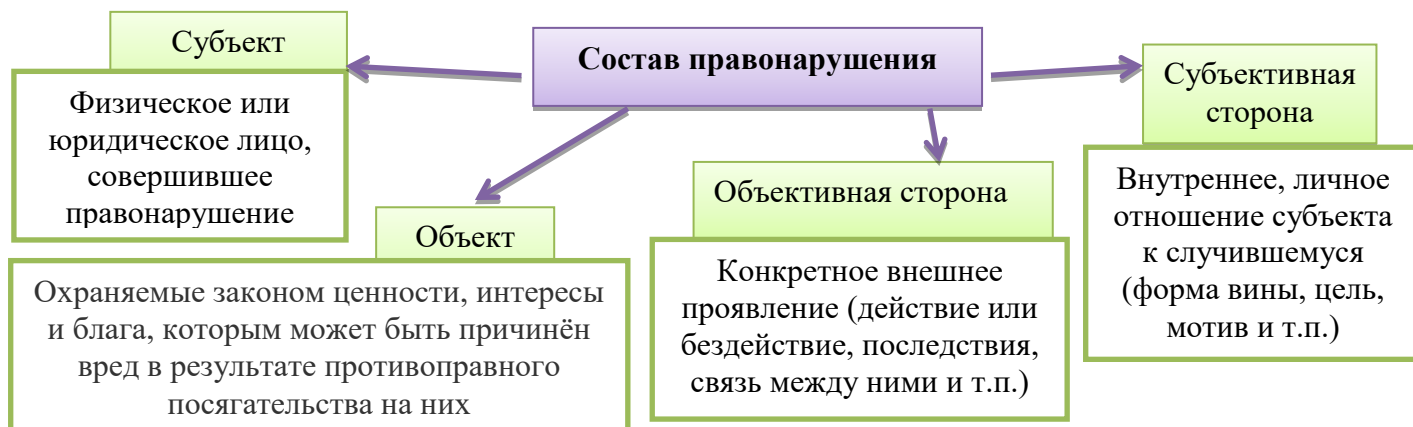 Состав правонарушения
Субъект
Физическое или
юридическое лицо,
совершившее
правонарушение
Объект
Охраняемые законом ценности, интересы
и блага, которым может быть причинён
вред в результате противоправного
посягательства на них
Объективная сторона
Конкретное внешнее
проявление (действие или
бездействие, последствия,
связь между ними и т.п.)
Субъективная
сторона
Внутреннее, личное
отношение субъекта
к случившемуся
(форма вины, цель,
мотив и т.п.)